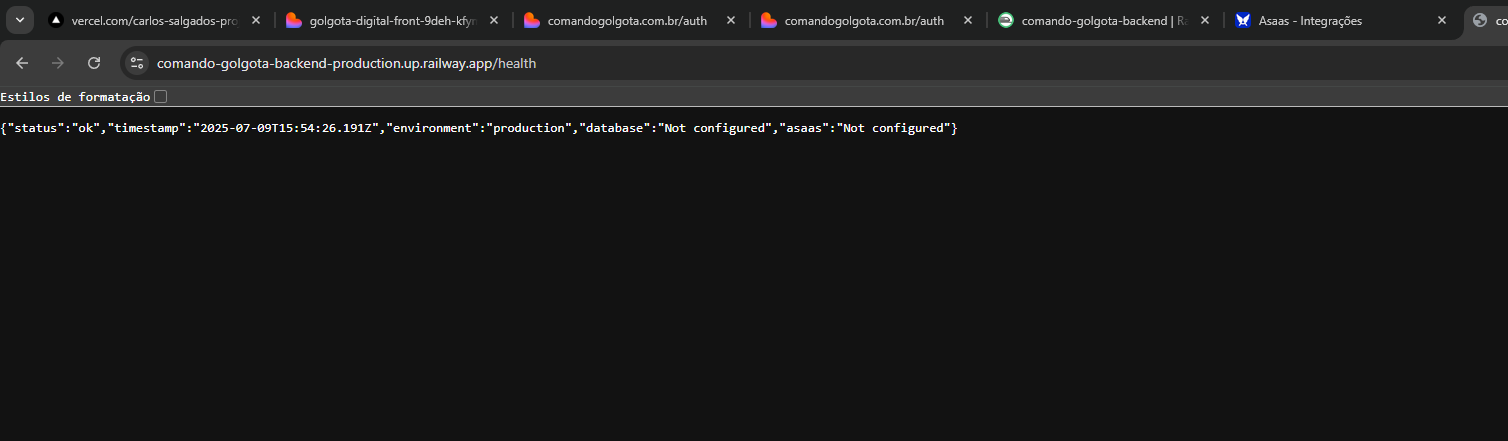 vercel.com/carlos-salgados-pro
golgota-digital-front-9deh-kfyn
comandogolgota.com.br/auth
comandogolgota.com.br/auth
comando-golgota-backend | Ra
Asaas - Integrações
co
comando-golgota-backend-production.up.railway.app/health
Estilos de formatação
{"status":"ok","timestamp":"2025-07-09T15:54:26.191Z","environment":"production","database":"Not configured","asaas":"Not configured"}